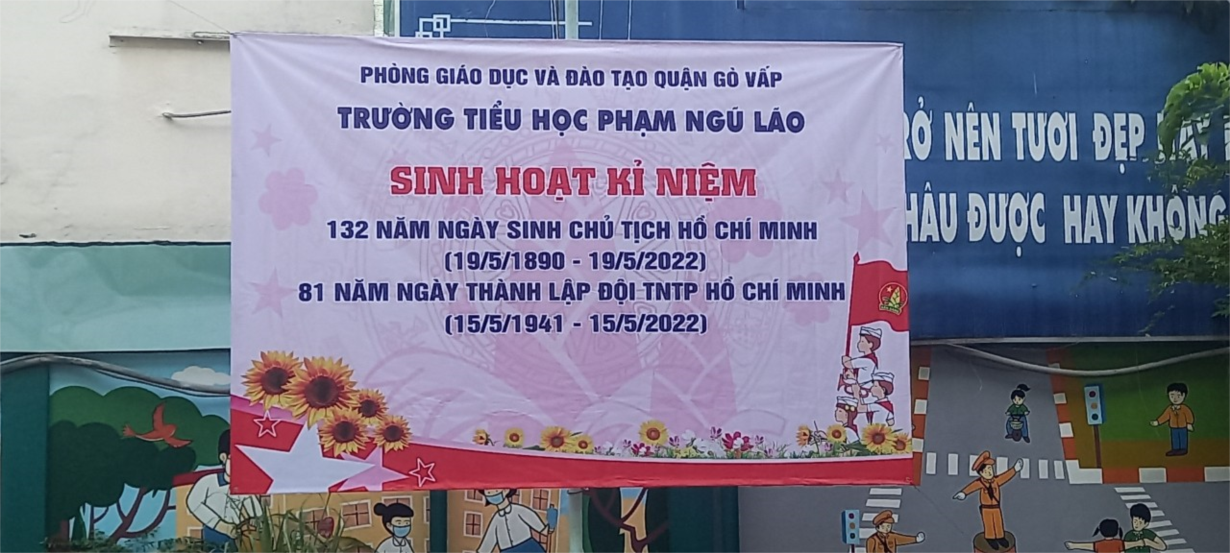 PHÒNG GIÁO DỤC VÀ ĐÀO TẠO QUẬN GÒ VẤP
TRƯỜNG TIỂU HỌC PHẠM NGŨ LÃO
SINH HOẠT KỈ NIỆM
132 NĂM NGÀY SINH CHỦ TỊCH HỒ CHÍ MINH
(19/5/1890 - 19/5/2022)
81 NĂM NGÀY THÀNH LẬP ĐỘI TNTP HỒ CHÍ MINH
(15/5/1941 - 15/5/2022)
NÊN TƯƠI ĐẸP HAY
ĐƯỢC HAY KHÔNG